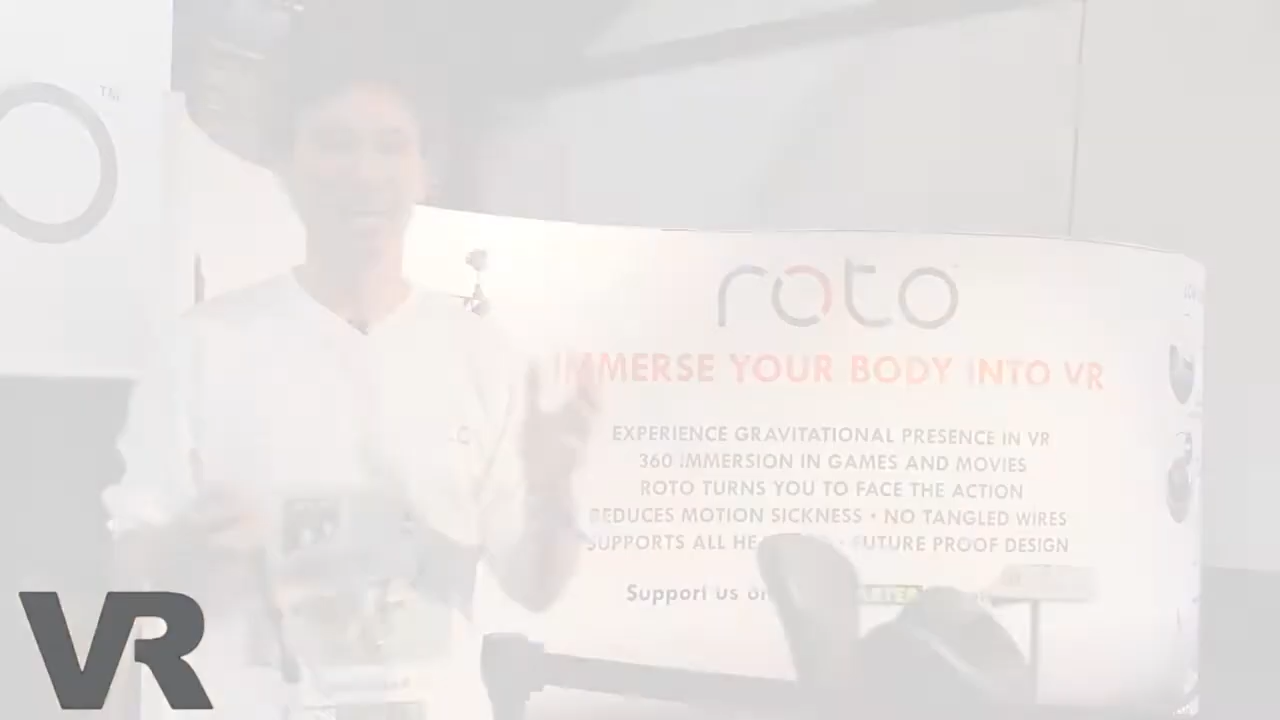 TM
roto
IMMERSE YOUR BODY INTO VR
EXPERIENCE GRAVITATIONAL PRESENCE IN VR
360 IMMERSION IN GAMES AND MOVIES
ROTO TURNS YOU TO FACE THE ACTION
REDUCES MOTION SICKNESS • NO TANGLED WIRES
SUPPORTS ALL • FUTURE PROOF DESIGN
Support us on
VR